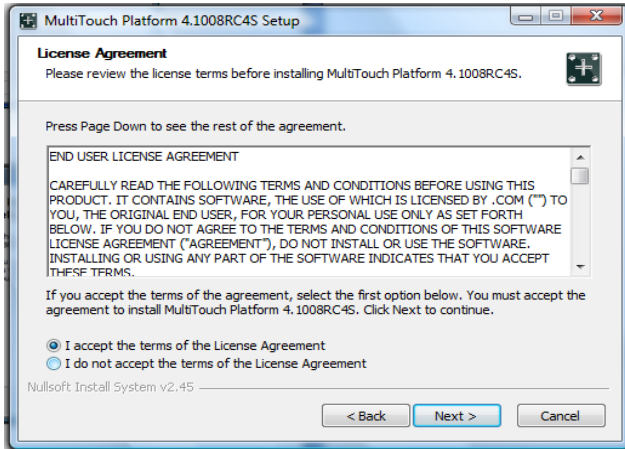 MultiTouch Platform 4.1008RC4S Setup
License Agreement
Please review the license terms before installing MultiTouch Platform 4.1008RC4S.
Press Page Down to see the rest of the agreement.
END USER LICENSE AGREEMENT
CAREFULLY READ THE FOLLOWING TERMS AND CONDITIONS BEFORE USING THIS
PRODUCT. IT CONTAINS SOFTWARE, THE USE OF WHICH IS LICENSED BY .COM ("") TO
YOU, THE ORIGINAL END USER, FOR YOUR PERSONAL USE ONLY AS SET FORTH
BELOW. IF YOU DO NOT AGREE TO THE TERMS AND CONDITIONS OF THIS SOFTWARE
LICENSE AGREEMENT ("AGREEMENT"), DO NOT INSTALL OR USE THE SOFTWARE.
INSTALLING OR USING ANY PART OF THE SOFTWARE INDICATES THAT YOU ACCEPT
THESE TERMS.
If you accept the terms of the agreement, select the first option below. You must accept the
agreement to install MultiTouch Platform 4.1008RC4S. Click Next to continue.
I accept the terms of the License Agreement
I do not accept the terms of the License Agreement
Nullsoft Install System v2.45
< Back Next > Cancel